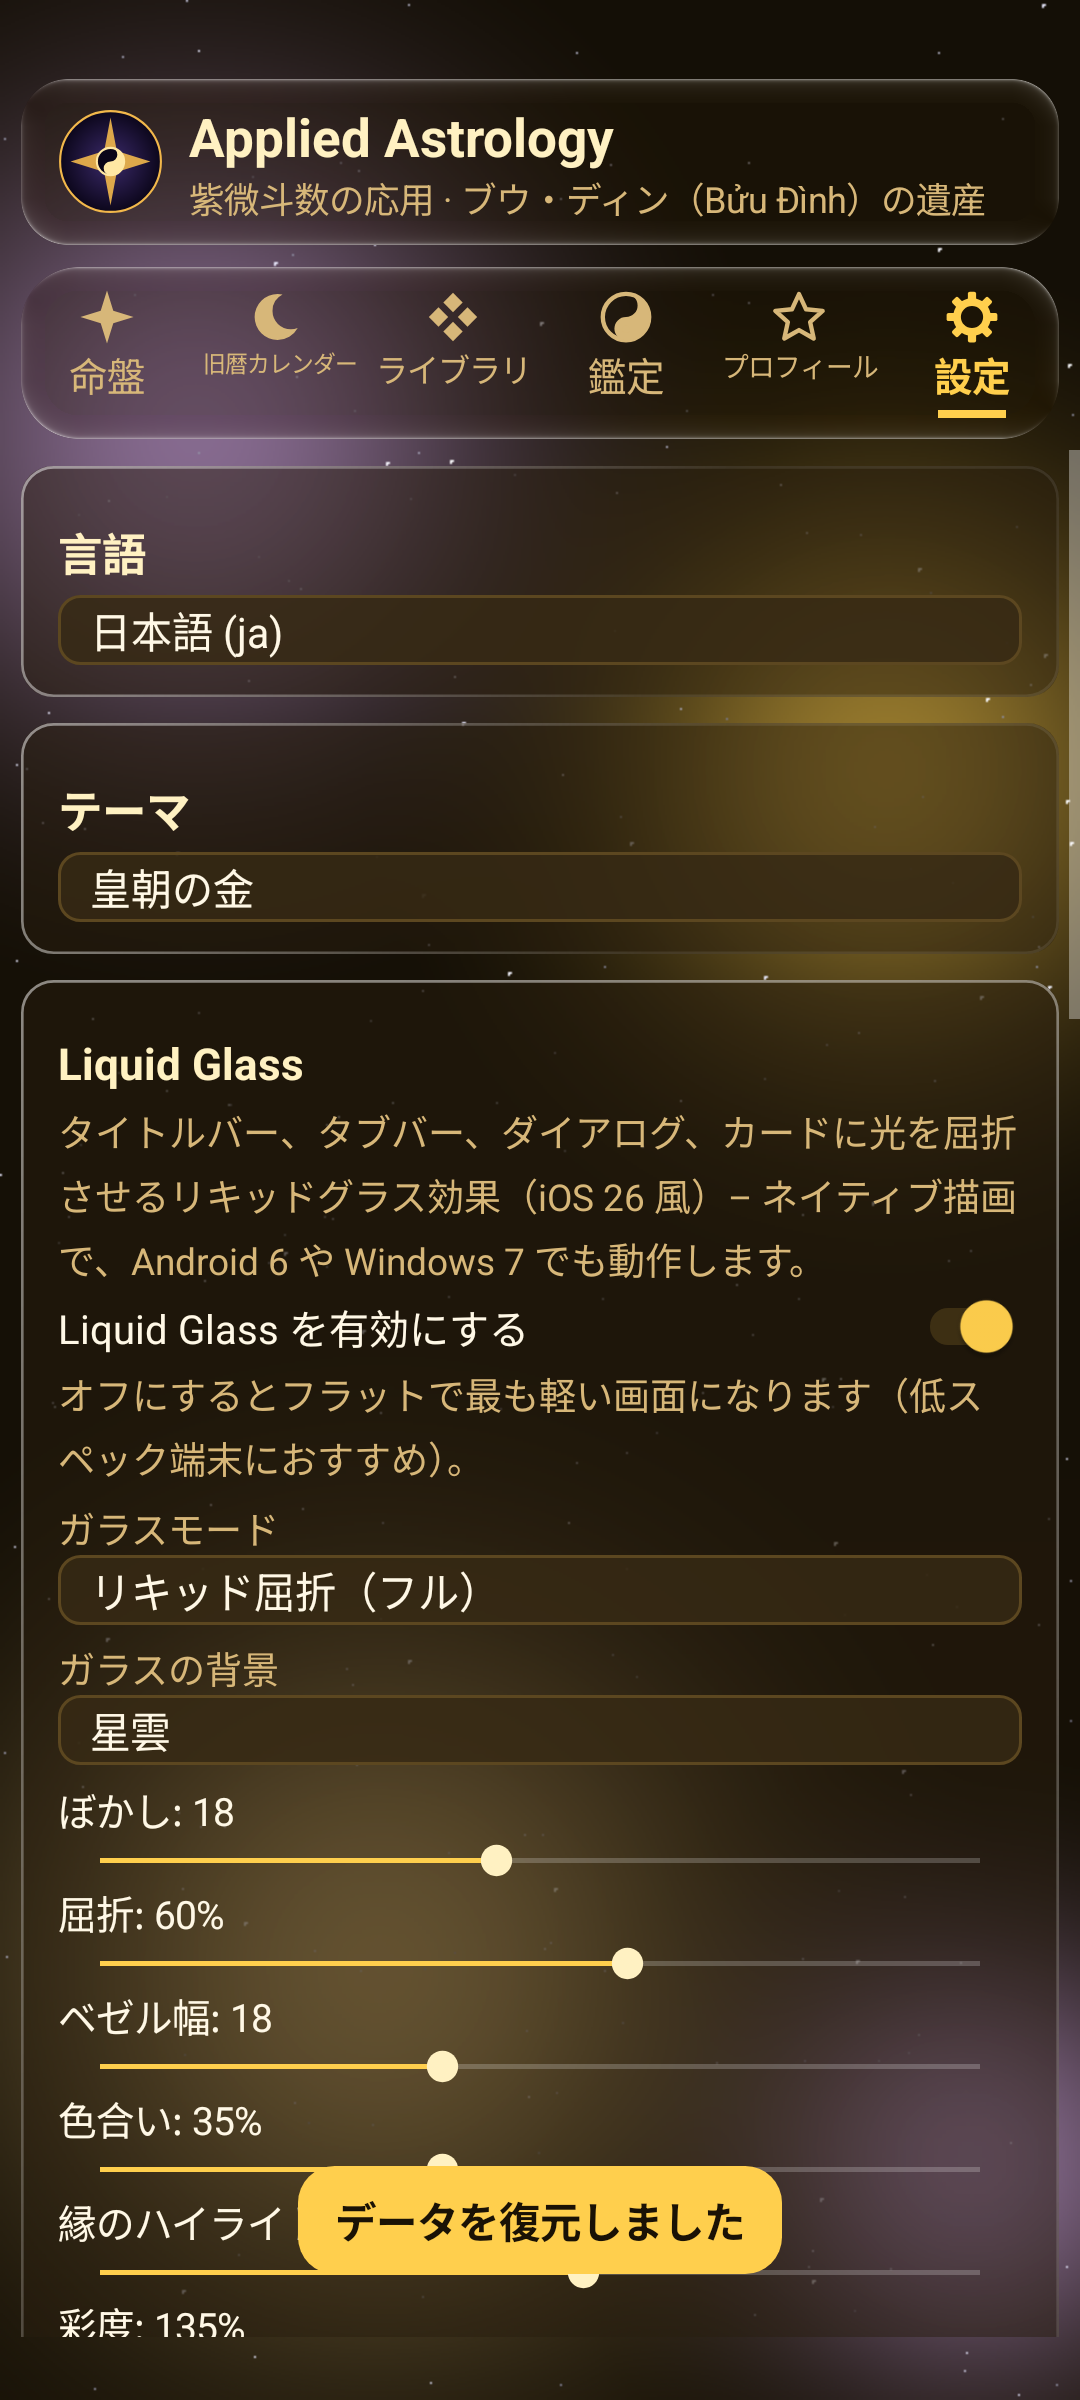 Applied Astrology
紫微斗数の応用 · ブウ・ディン（Bửu Đình）の遺産
命盤
旧暦カレンダー
ライブラリ
鑑定
プロフィール
設定
言語
日本語 (ja)
テーマ
皇朝の金
Liquid Glass
タイトルバー、タブバー、ダイアログ、カードに光を屈折
させるリキッドグラス効果（iOS 26 風）– ネイティブ描画
で、Android 6 や Windows 7 でも動作します。
Liquid Glass を有効にする
オフにするとフラットで最も軽い画面になります（低ス
ペック端末におすすめ）。
ガラスモード
リキッド屈折（フル）
ガラスの背景
星雲
ぼかし: 18
屈折: 60%
ベゼル幅: 18
色合い: 35%
縁のハイライ
データを復元しました
彩度: 135%